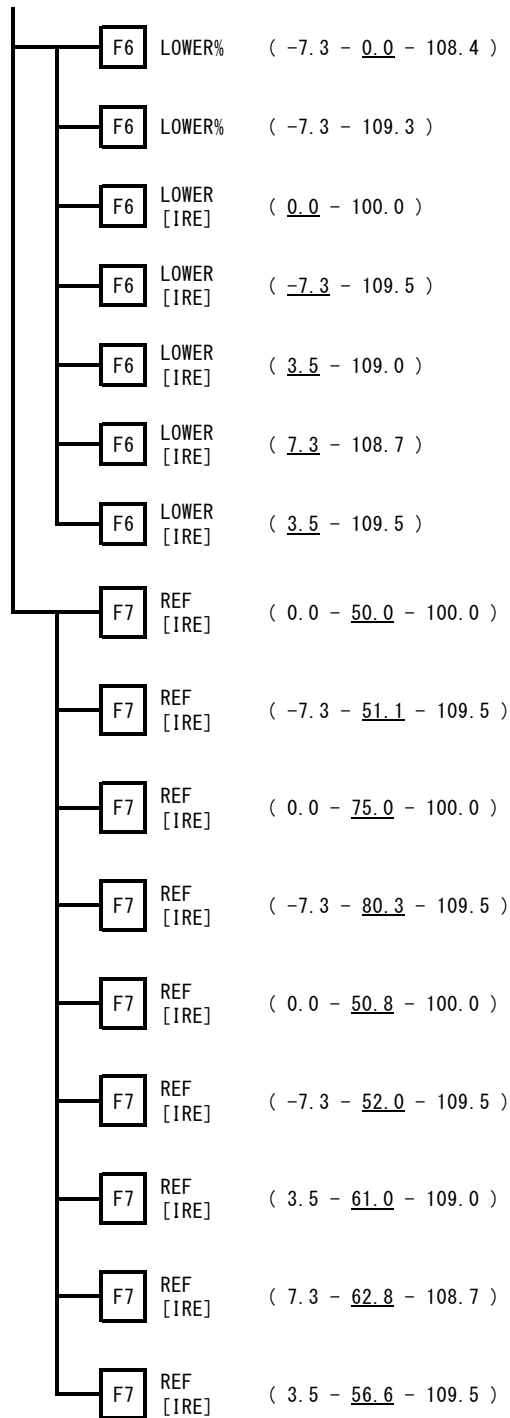 F6 LOWER% ( -7.3 - 0.0 - 108.4 )
F6 LOWER% ( -7.3 - 109.3 )
F6 LOWER [IRE] ( 0.0 - 100.0 )
F6 LOWER [IRE] ( -7.3 - 109.5 )
F6 LOWER [IRE] ( 3.5 - 109.0 )
F6 LOWER [IRE] ( 7.3 - 108.7 )
F6 LOWER [IRE] ( 3.5 - 109.5 )
F7 REF [IRE] ( 0.0 - 50.0 - 100.0 )
F7 REF [IRE] ( -7.3 - 51.1 - 109.5 )
F7 REF [IRE] ( 0.0 - 75.0 - 100.0 )
F7 REF [IRE] ( -7.3 - 80.3 - 109.5 )
F7 REF [IRE] ( 0.0 - 50.8 - 100.0 )
F7 REF [IRE] ( -7.3 - 52.0 - 109.5 )
F7 REF [IRE] ( 3.5 - 61.0 - 109.0 )
F7 REF [IRE] ( 7.3 - 62.8 - 108.7 )
F7 REF [IRE] ( 3.5 - 56.6 - 109.5 )